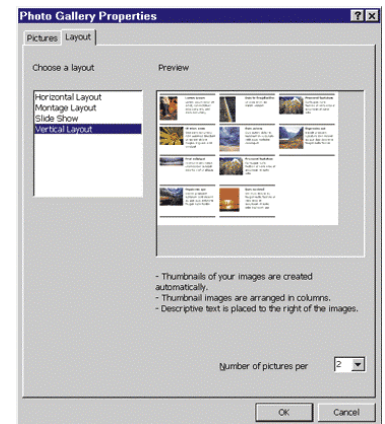 Photo Gallery Properties
Pictures Layout
Choose a layout
Preview
Horizontal Layout
Montage Layout
Slide Show
Vertical Layout
- Thumbnails of your images are created
automatically.
- Thumbnail images are arranged in columns.
- Descriptive text is placed to the right of the images.
Number of pictures per 2
OK Cancel